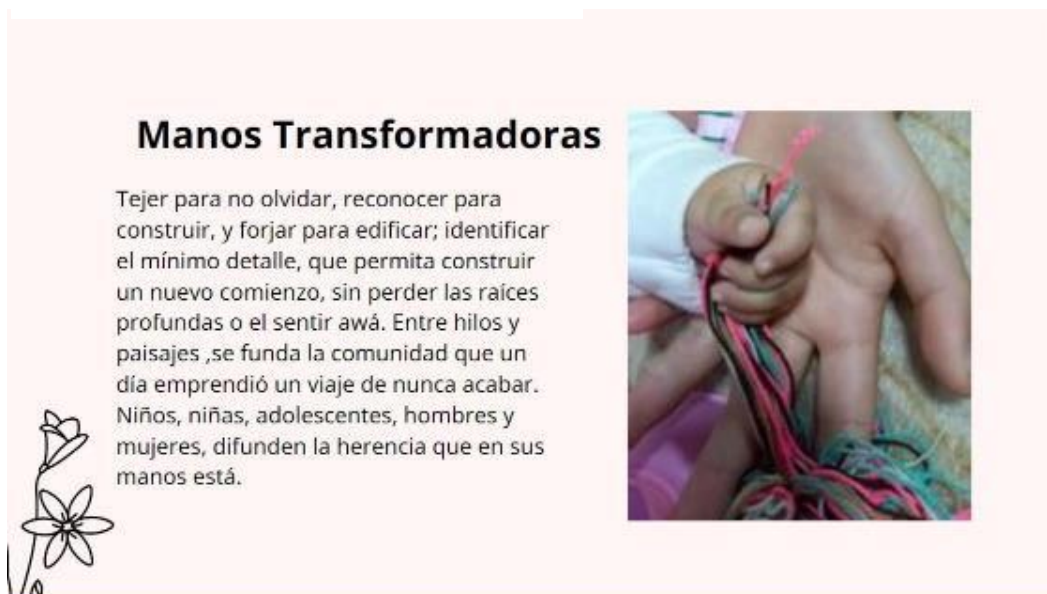 Manos Transformadoras
Tejer para no olvidar, reconocer para
construir, y forjar para edificar; identificar
el mínimo detalle, que permita construir
un nuevo comienzo, sin perder las raíces
profundas o el sentir awá. Entre hilos y
paisajes ,se funda la comunidad que un
día emprendió un viaje de nunca acabar.
Niños, niñas, adolescentes, hombres y
mujeres, difunden la herencia que en sus
manos está.